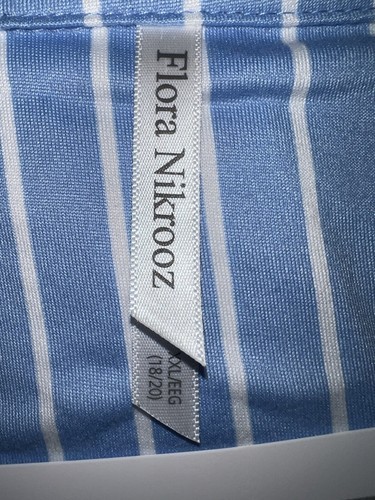 Flora Nikrooz
XXL/EEG
(18/20)